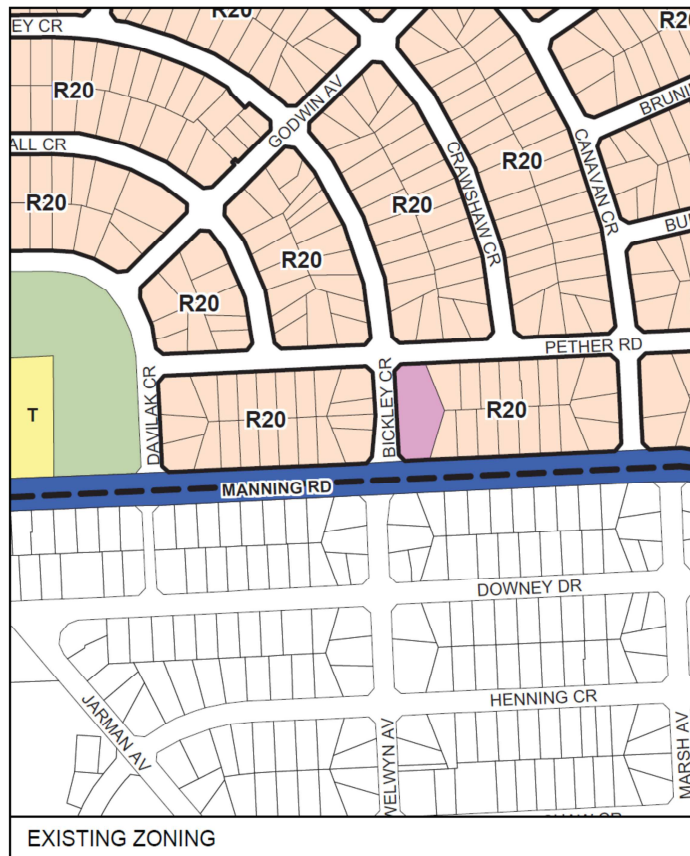 R20
R20
EY CR
R20
GODWIN AV
BRUNI
ALL CR
CRAWSHAW CR
CANAVAN CR
R20
R20
R20
BU
R20
R20
PETHER RD
T
DAVILAK CR
R20
BICKLEY CR
R20
MANNING RD
DOWNEY DR
HENNING CR
JARMAN AV
WELWYN AV
MARSH AV
EXISTING ZONING